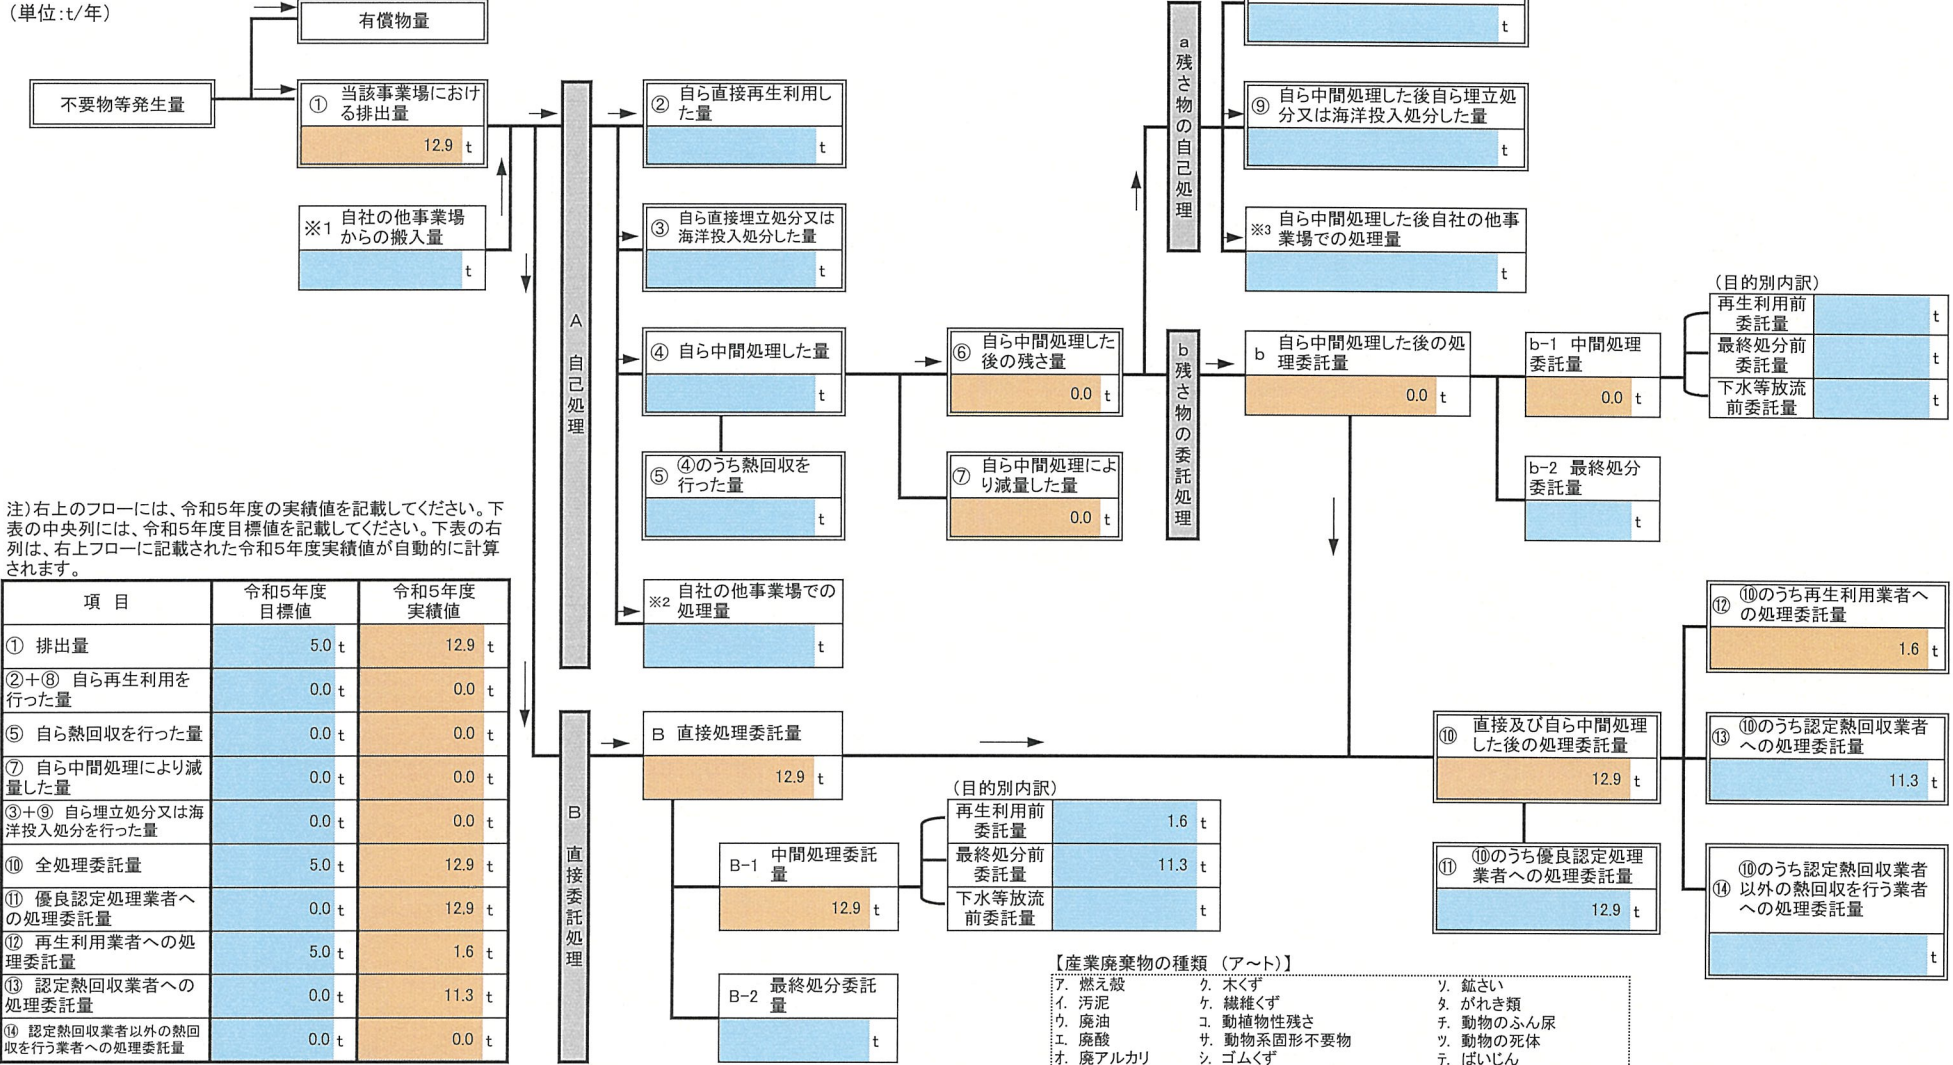 (単位:t/年)
有償物量
t
不要物等発生量
① 当該事業場におけ
る排出量
12.9 t
② 自ら直接再生利用し
た量
t
a 残さ物の自己処理
⑨ 自ら中間処理した後自ら埋立処
分又は海洋投入処分した量
t
※1 自社の他事業場
からの搬入量
t
③ 自ら直接埋立処分又は
海洋投入処分した量
t
※3 自ら中間処理した後自社の他事
業場での処理量
t
A 自己処理
④ 自ら中間処理した量
t
⑥ 自ら中間処理した
後の残さ量
0.0 t
b 残さ物の委託処理
b 自ら中間処理した後の処
理委託量
0.0 t
b-1 中間処理
委託量
0.0 t
(目的別内訳)
再生利用前
委託量 t
最終処分前
委託量 t
下水等放流
前委託量 t
⑤ ④のうち熱回収を
行った量
t
⑦ 自ら中間処理によ
り減量した量
0.0 t
b-2 最終処分
委託量
t
注)右上のフローには、令和5年度の実績値を記載してください。下
表の中央列には、令和5年度目標値を記載してください。下表の右
列は、右上フローに記載された令和5年度実績値が自動的に計算
されます。
※2 自社の他事業場での
処理量
t
項 目 令和5年度
目標値 令和5年度
実績値
① 排出量 5.0 t 12.9 t
②+⑧ 自ら再生利用を
行った量 0.0 t 0.0 t
⑤ 自ら熱回収を行った量 0.0 t 0.0 t
⑦ 自ら中間処理により減
量した量 0.0 t 0.0 t
③+⑨ 自ら埋立処分又は海
洋投入処分を行った量 0.0 t 0.0 t
⑩ 全処理委託量 5.0 t 12.9 t
⑪ 優良認定処理業者へ
の処理委託量 0.0 t 12.9 t
⑫ 再生利用業者への処
理委託量 5.0 t 1.6 t
⑬ 認定熱回収業者への
処理委託量 0.0 t 11.3 t
⑭ 認定熱回収業者以外の熱回
収を行う業者への処理委託量 0.0 t 0.0 t
B 直接委託処理
B 直接処理委託量
12.9 t
B-1 中間処理委託
量
12.9 t
(目的別内訳)
再生利用前
委託量 1.6 t
最終処分前
委託量 11.3 t
下水等放流
前委託量 t
B-2 最終処分委託
量
t
⑩ 直接及び自ら中間処理
した後の処理委託量
12.9 t
⑪ ⑩のうち優良認定処理
業者への処理委託量
12.9 t
⑫ ⑩のうち再生利用業者へ
の処理委託量
1.6 t
⑬ ⑩のうち認定熱回収業者
への処理委託量
11.3 t
⑭ ⑩のうち認定熱回収業者
以外の熱回収を行う業者
への処理委託量
t
【産業廃棄物の種類 (ア～ト)】
ア. 燃え殻 ク. 木くず ソ. 鉱さい
イ. 汚泥 ケ. 繊維くず タ. がれき類
ウ. 廃油 コ. 動植物性残さ チ. 動物のふん尿
エ. 廃酸 サ. 動物系固形不要物 ツ. 動物の死体
オ. 廃アルカリ シ. ゴムくず テ. ばいじん